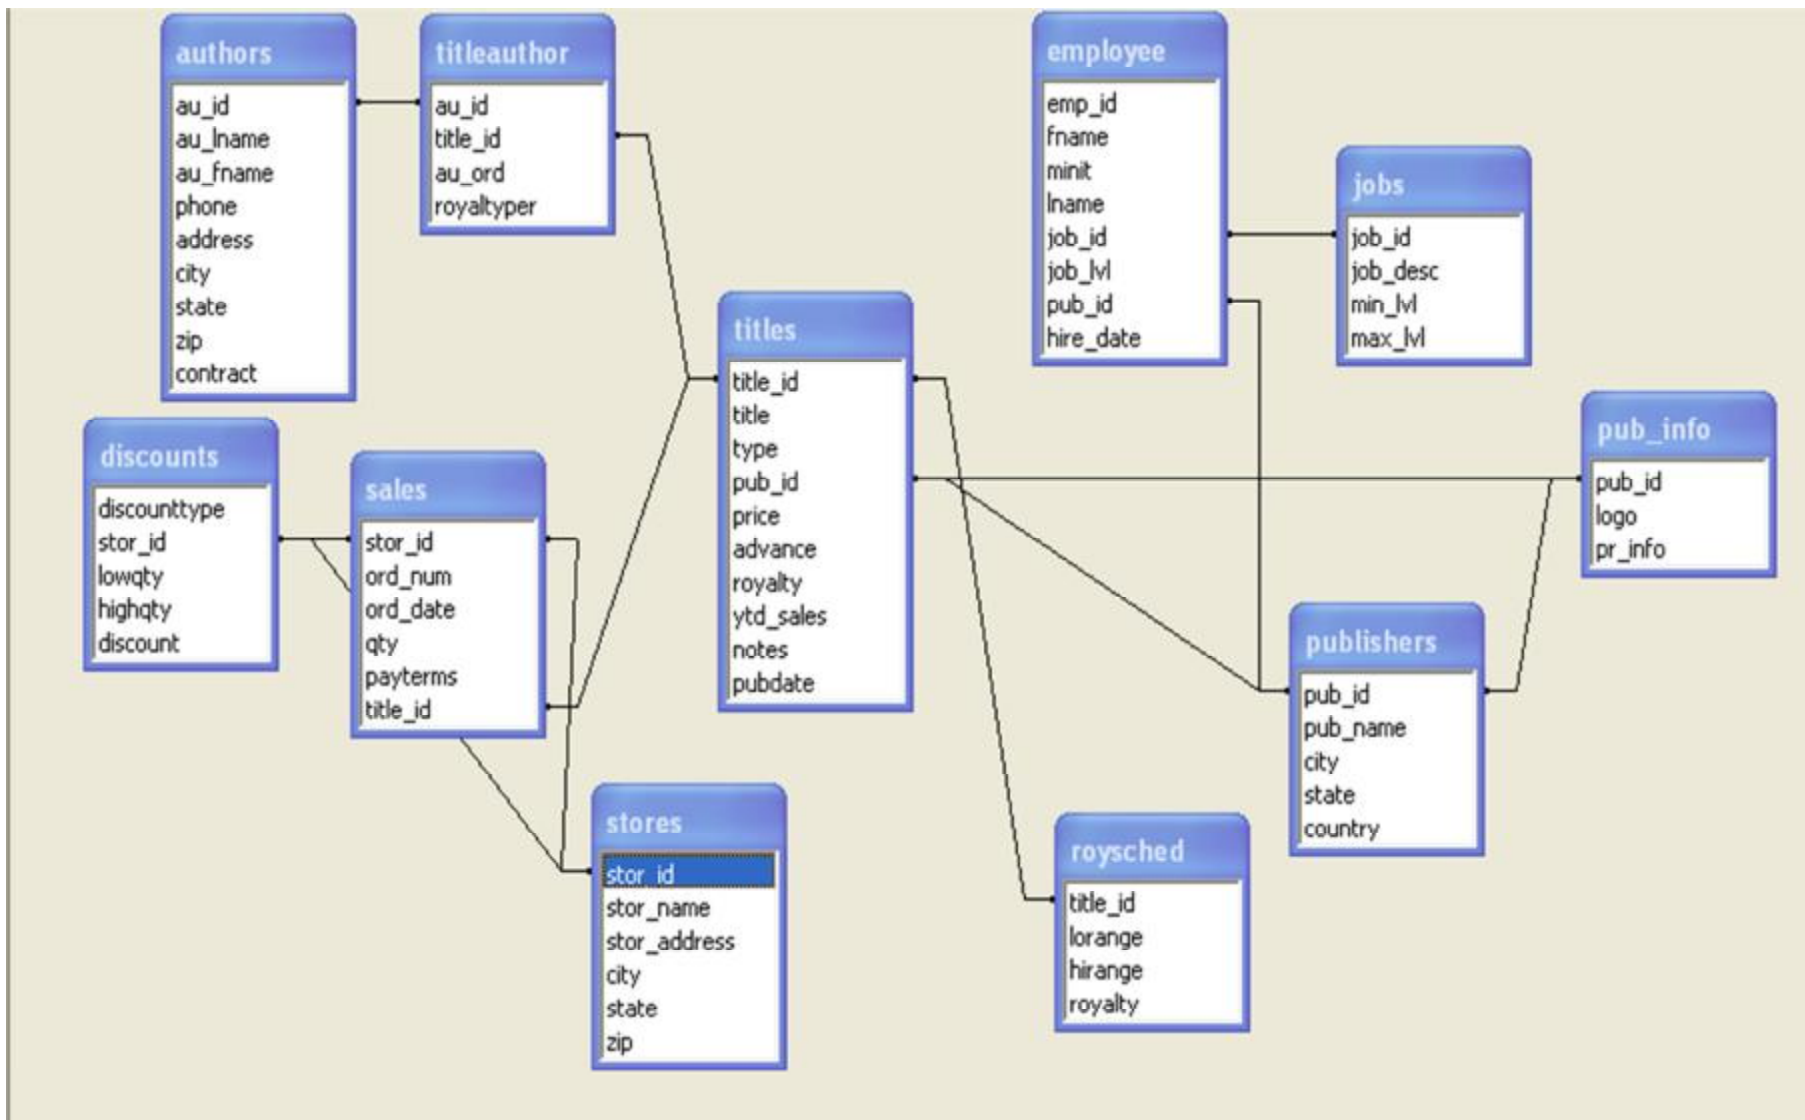 authors
au_id
au_lname
au_fname
phone
address
city
state
zip
contract
titleauthor
au_id
title_id
au_ord
royaltyper
employee
emp_id
fname
minit
lname
job_id
job_lvl
pub_id
hire_date
jobs
job_id
job_desc
min_lvl
max_lvl
titles
title_id
title
type
pub_id
price
advance
royalty
ytd_sales
notes
pubdate
pub_info
pub_id
logo
pr_info
discounts
discounttype
stor_id
lowqty
highqty
discount
sales
stor_id
ord_num
ord_date
qty
payterms
title_id
publishers
pub_id
pub_name
city
state
country
stores
stor_id
stor_name
stor_address
city
state
zip
roysched
title_id
lorange
hirange
royalty